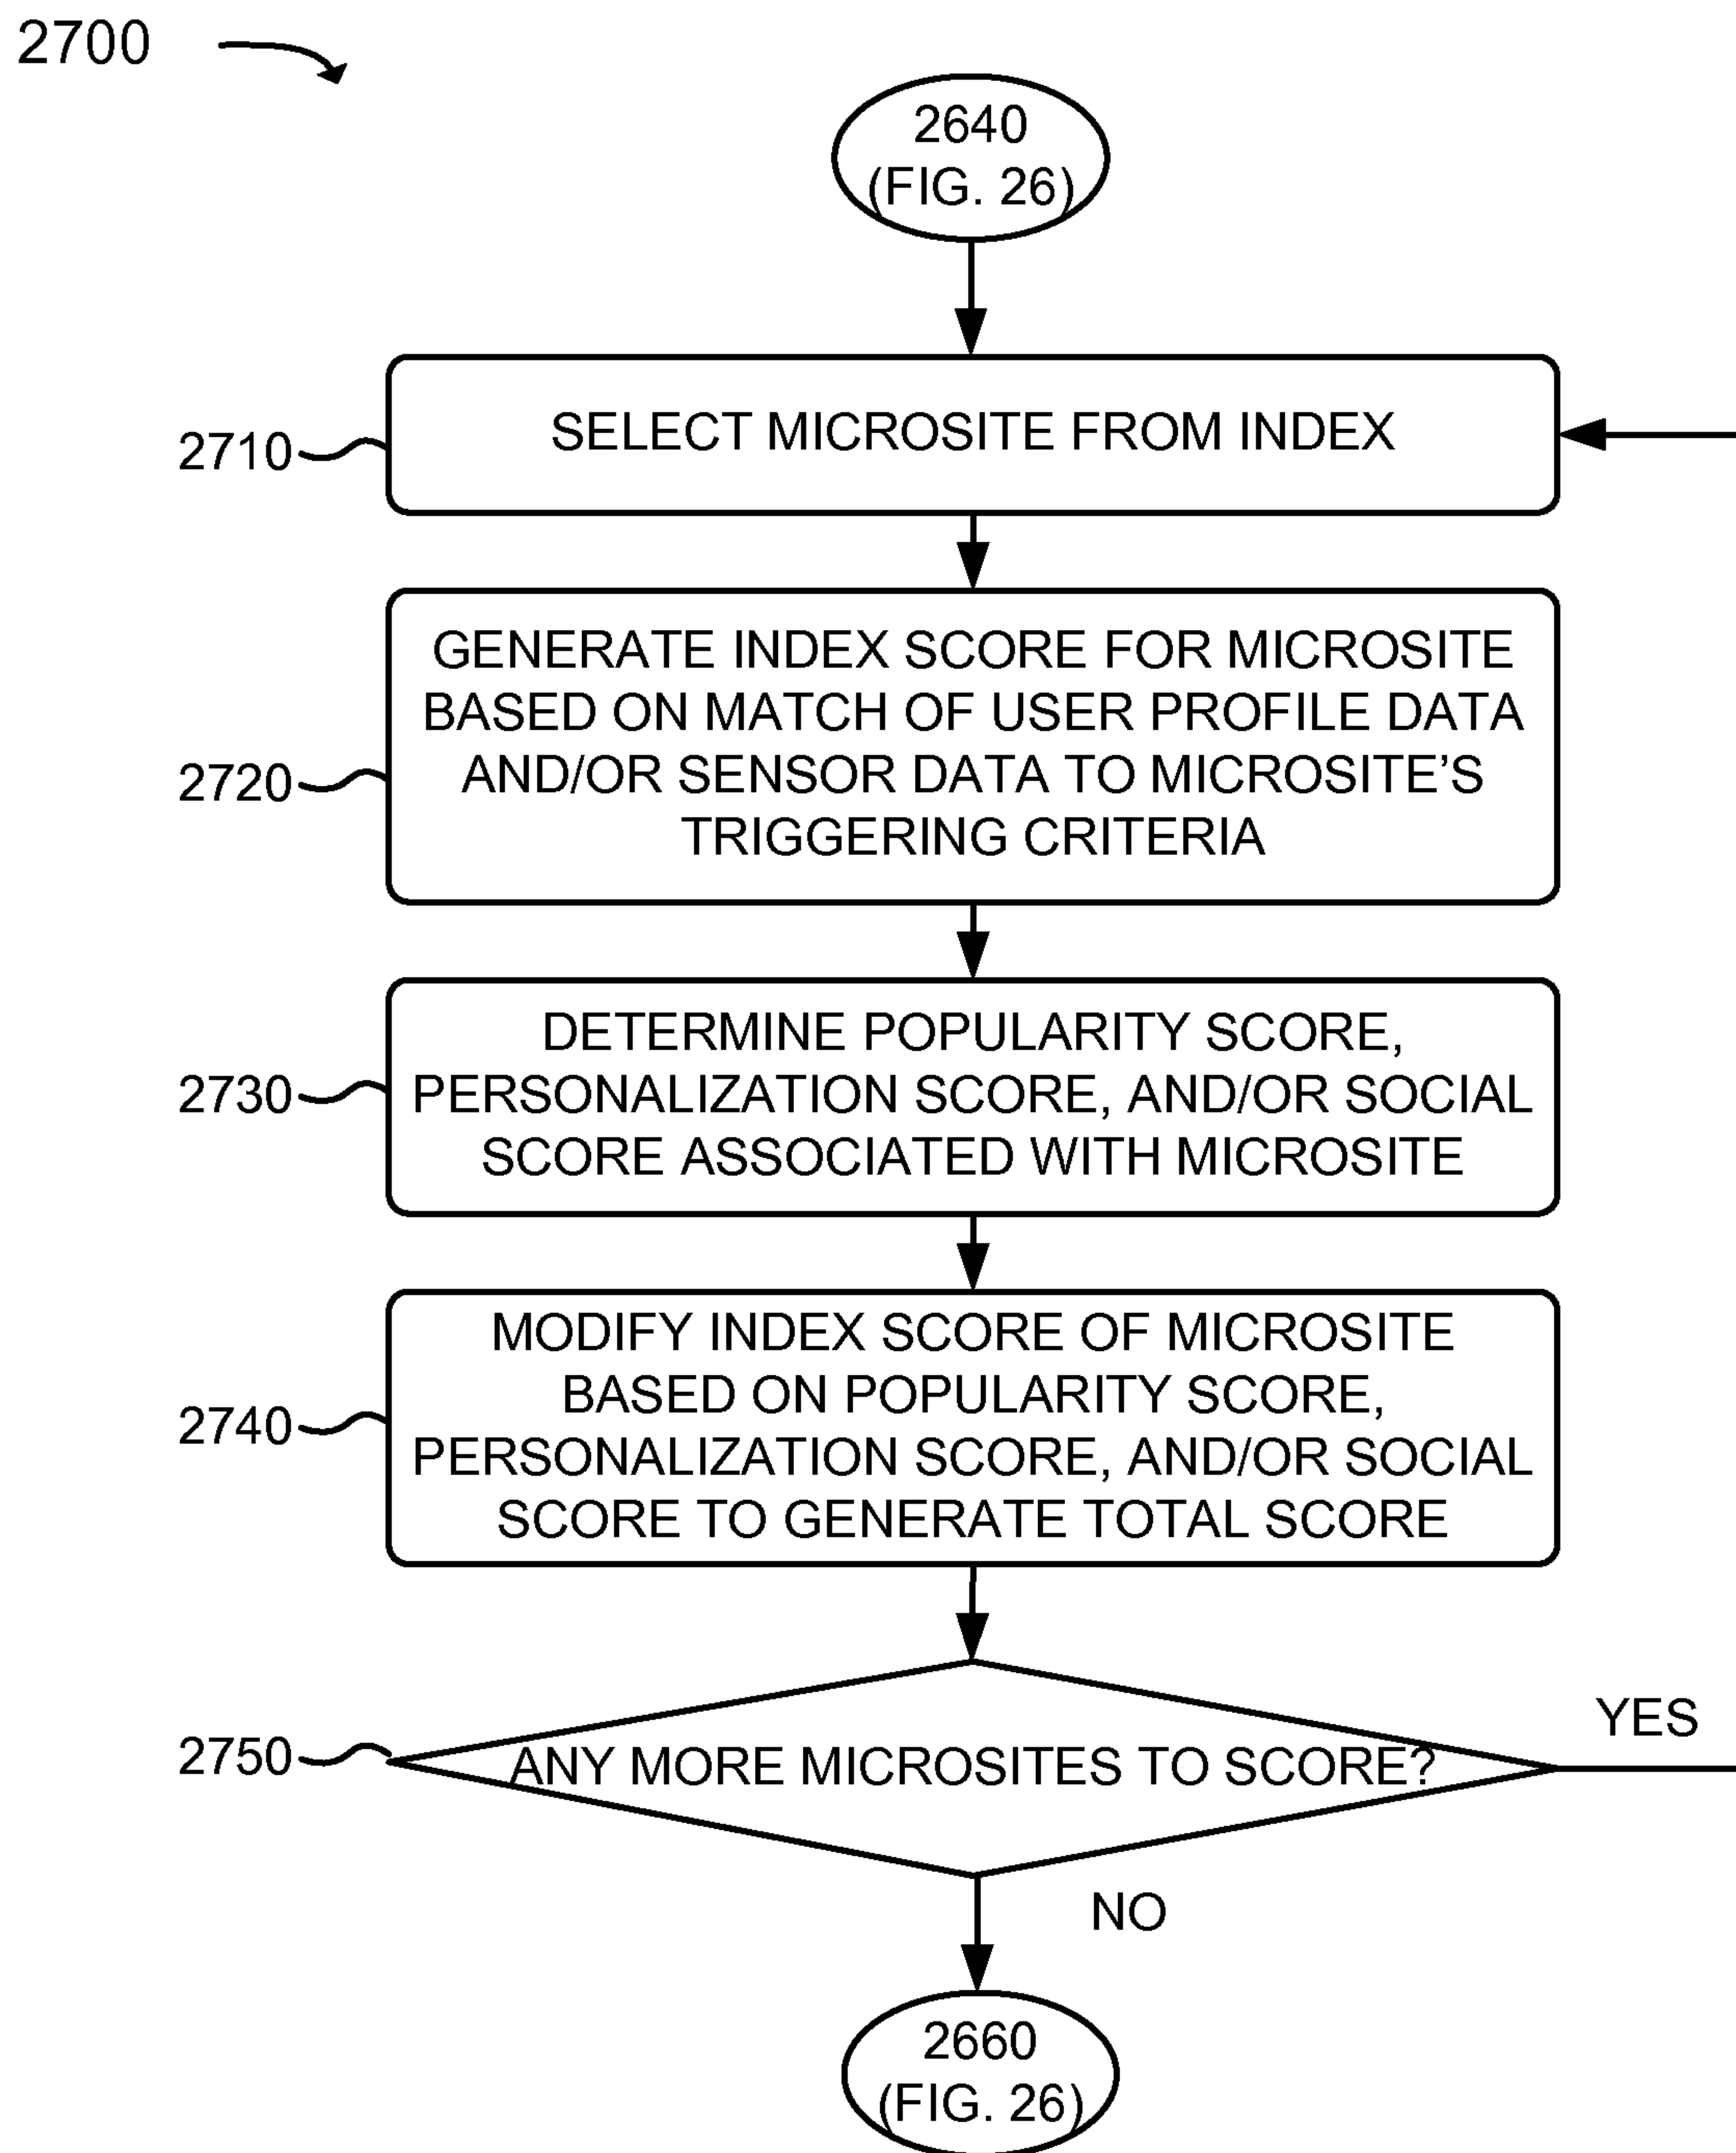 2700
2640
(FIG. 26)
2710
SELECT MICROSITE FROM INDEX
2720
GENERATE INDEX SCORE FOR MICROSITE
BASED ON MATCH OF USER PROFILE DATA
AND/OR SENSOR DATA TO MICROSITE'S
TRIGGERING CRITERIA
2730
DETERMINE POPULARITY SCORE,
PERSONALIZATION SCORE, AND/OR SOCIAL
SCORE ASSOCIATED WITH MICROSITE
2740
MODIFY INDEX SCORE OF MICROSITE
BASED ON POPULARITY SCORE,
PERSONALIZATION SCORE, AND/OR SOCIAL
SCORE TO GENERATE TOTAL SCORE
2750
ANY MORE MICROSITES TO SCORE?
YES
NO
2660
(FIG. 26)